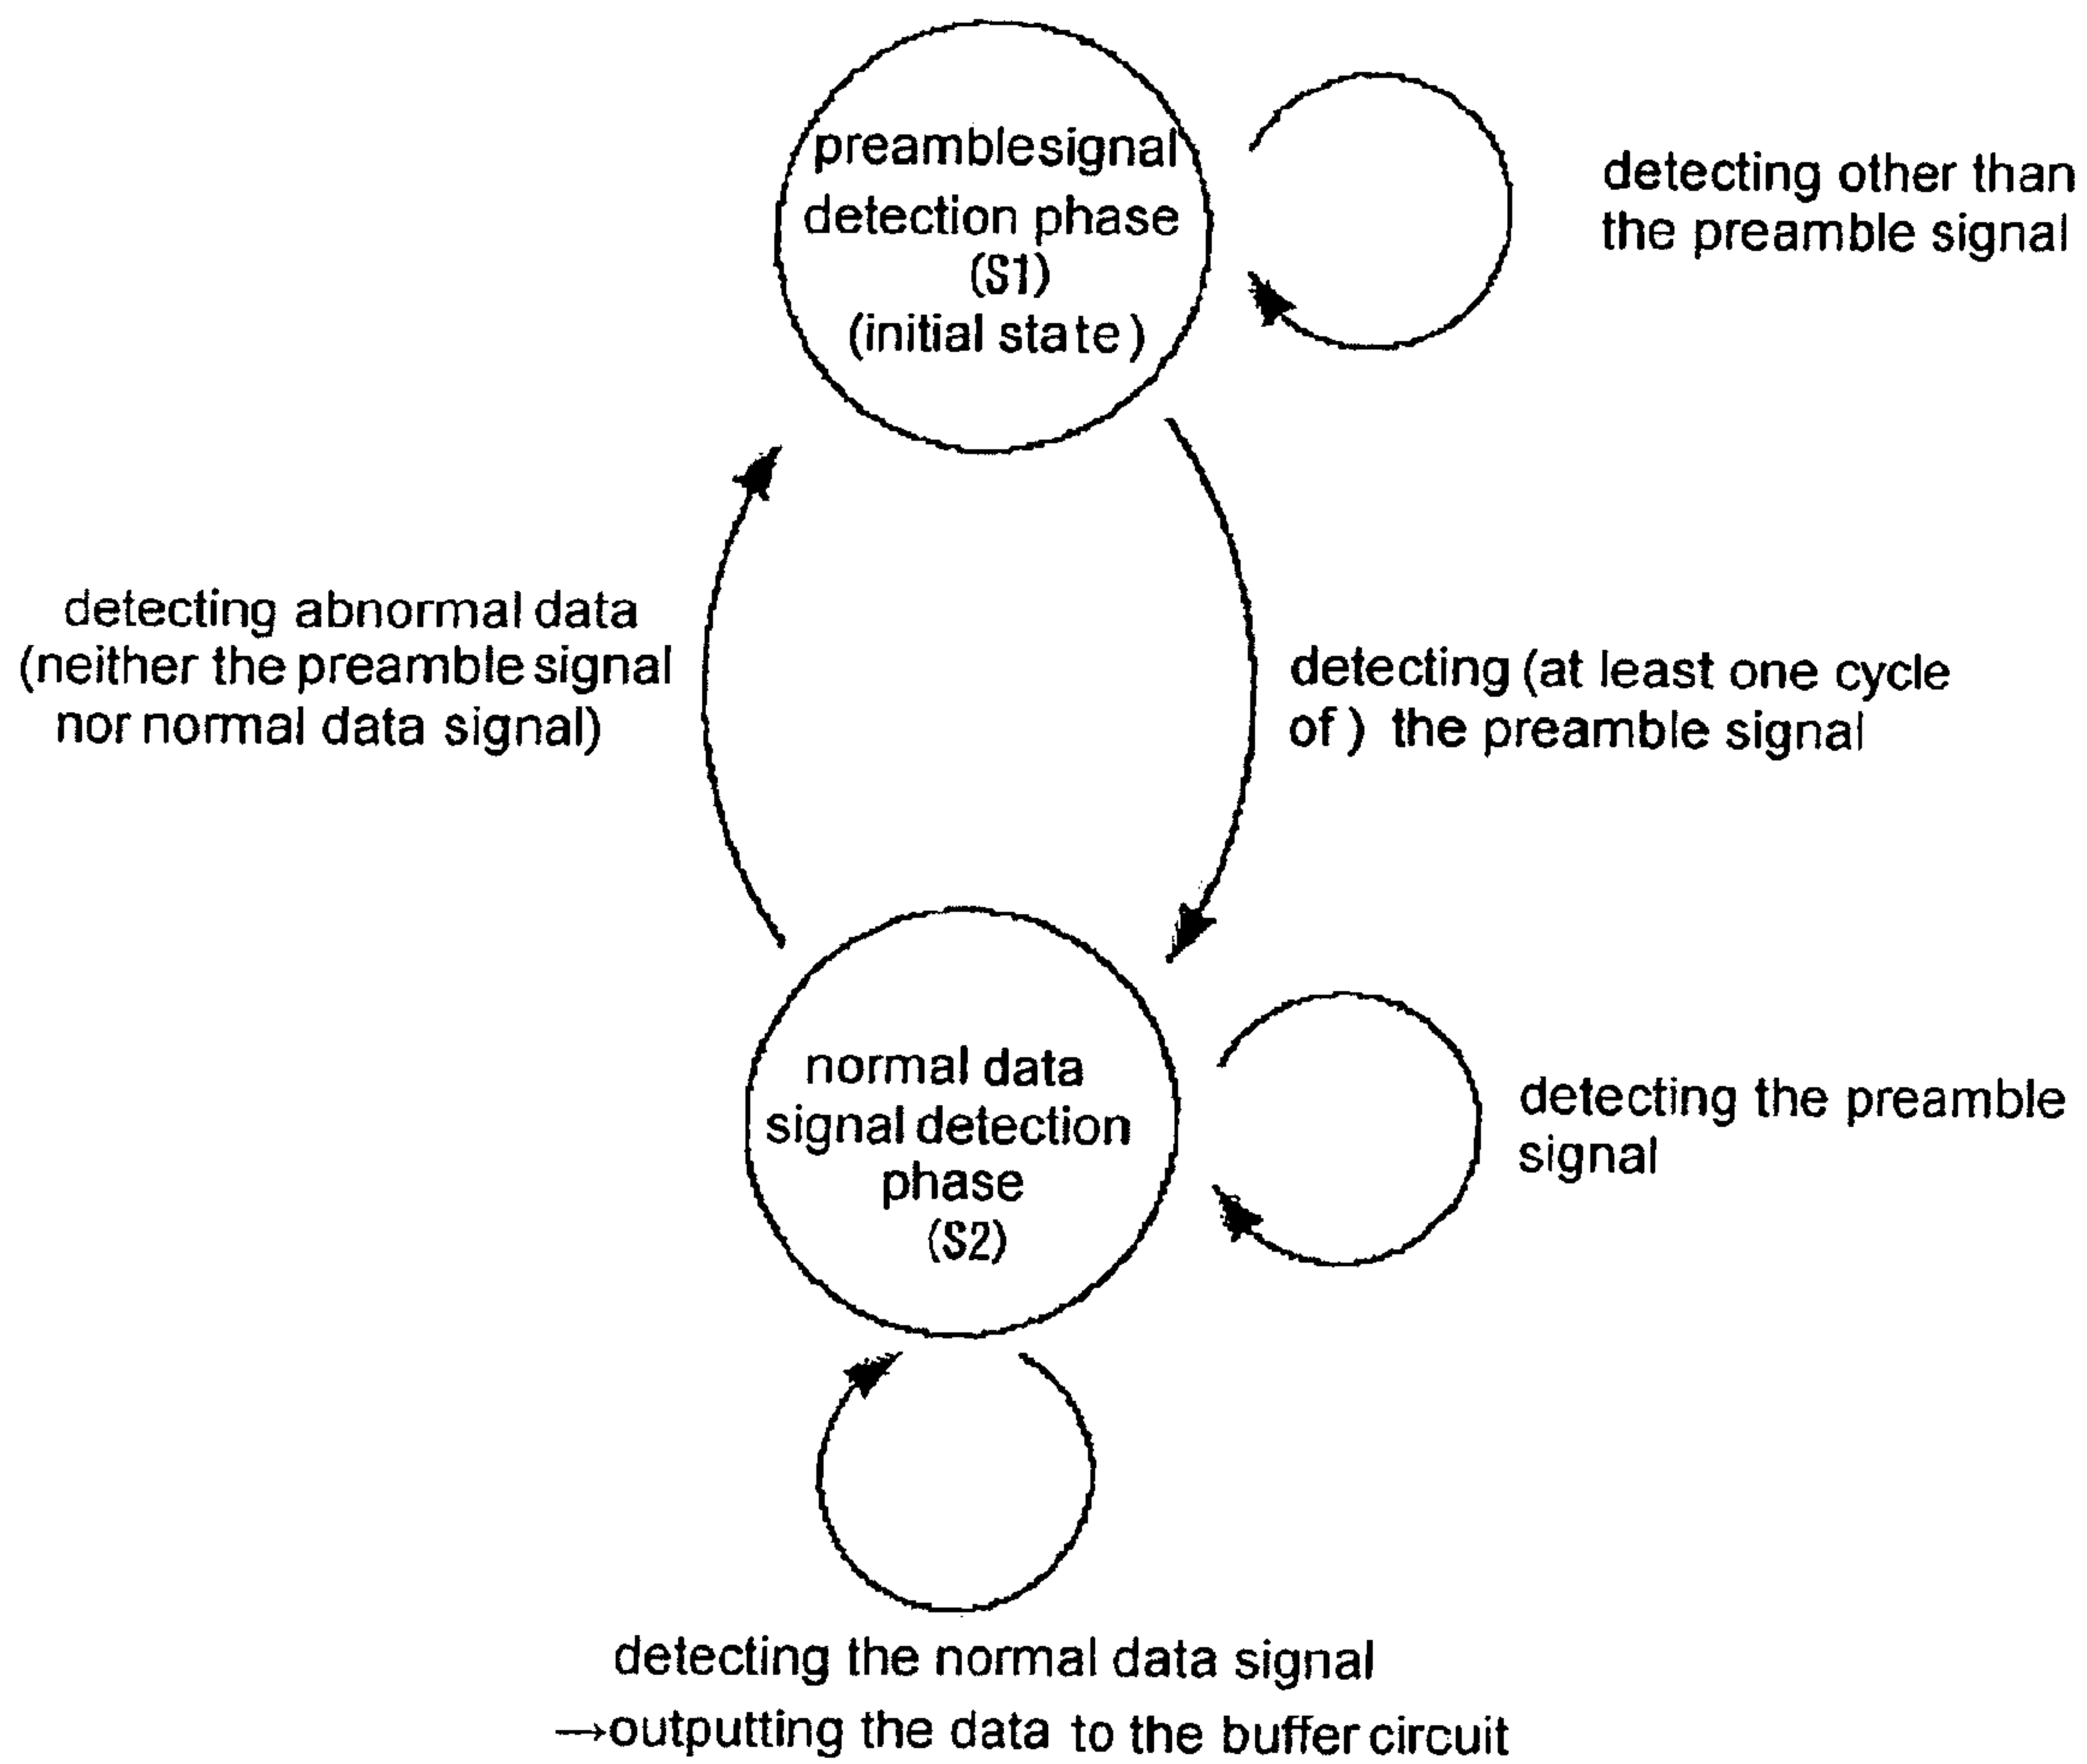 preamblesignal
detection phase
(S1)
(initial state)
detecting other than
the preamble signal
detecting abnormal data
(neither the preamble signal
nor normal data signal)
detecting (at least one cycle
of) the preamble signal
normal data
signal detection
phase
(S2)
detecting the preamble
signal
detecting the normal data signal
→outputting the data to the buffer circuit